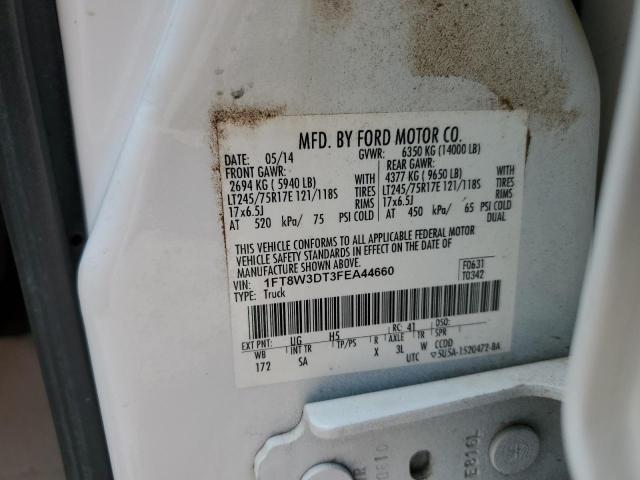 MFD. BY FORD MOTOR CO.
DATE: 05/14 GVWR: 6350 KG (14000 LB)
FRONT GAWR: REAR GAWR:
2694 KG ( 5940 LB) 4377 KG ( 9650 LB)
LT245/75R17E 121/118S TIRES LT245/75R17E 121/118S TIRES
17x6.5J RIMS 17x6.5J RIMS
AT 520 kPa/ 75 PSI COLD AT 450 kPa/ 65 PSI COLD
DUAL
THIS VEHICLE CONFORMS TO ALL APPLICABLE FEDERAL MOTOR
VEHICLE SAFETY STANDARDS IN EFFECT ON THE DATE OF
MANUFACTURE SHOWN ABOVE.
VIN: 1FT8W3DT3FEA44660 F0631
TYPE: Truck T0342
EXT PNT: UG H5 RC: 41 DSO:
WB INT TR TP/PS R AXLE TR SPR
172 SA X 3L W CCDD
UTC 5U5A-1520472-BA
E816L